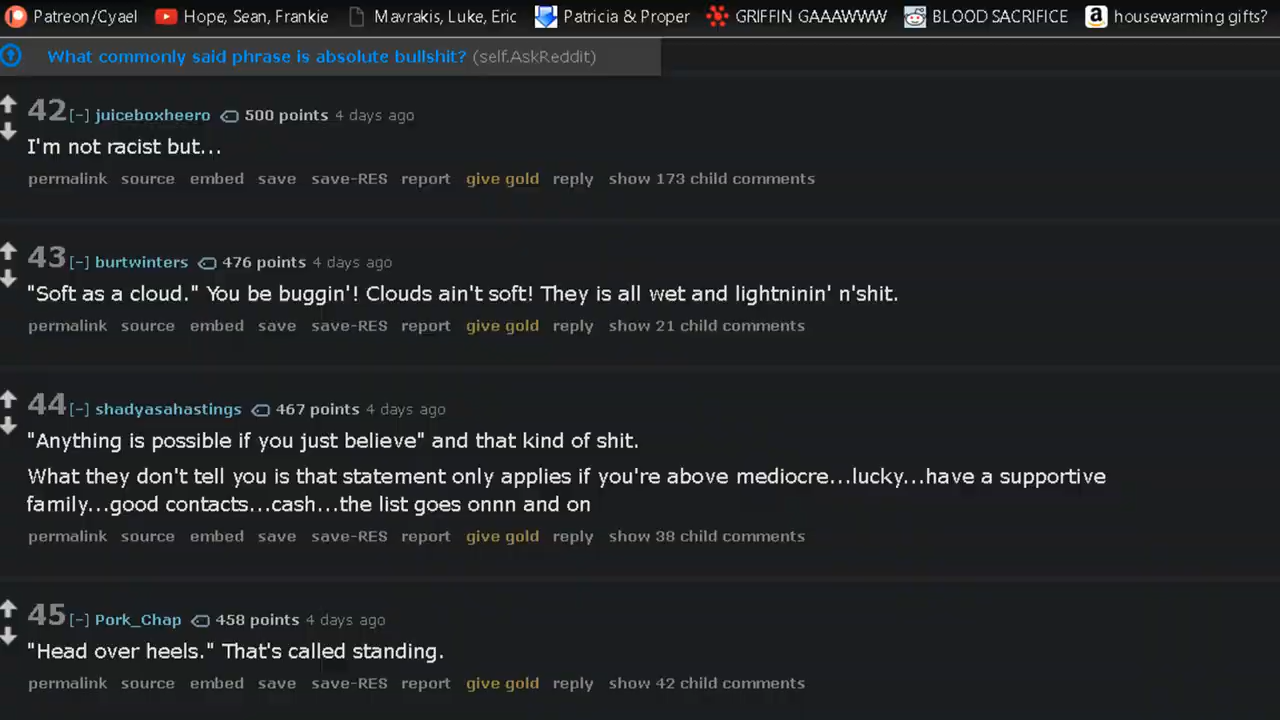 Patreon/Cyael Hope, Sean, Frankie Mavrakis, Luke, Eric Patricia & Proper GRIFFIN GAAAWWW BLOOD SACRIFICE housewarming gifts?
What commonly said phrase is absolute bullshit? (self.AskReddit)
42 [-] juiceboxheero 500 points 4 days ago
I'm not racist but...
permalink source embed save save-RES report give gold reply show 173 child comments
43 [-] burtwinters 476 points 4 days ago
"Soft as a cloud." You be buggin'! Clouds ain't soft! They is all wet and lightninin' n'shit.
permalink source embed save save-RES report give gold reply show 21 child comments
44 [-] shadyasahastings 467 points 4 days ago
"Anything is possible if you just believe" and that kind of shit.
What they don't tell you is that statement only applies if you're above mediocre...lucky...have a supportive
family...good contacts...cash...the list goes onnn and on
permalink source embed save save-RES report give gold reply show 38 child comments
45 [-] Pork_Chap 458 points 4 days ago
"Head over heels." That's called standing.
permalink source embed save save-RES report give gold reply show 42 child comments